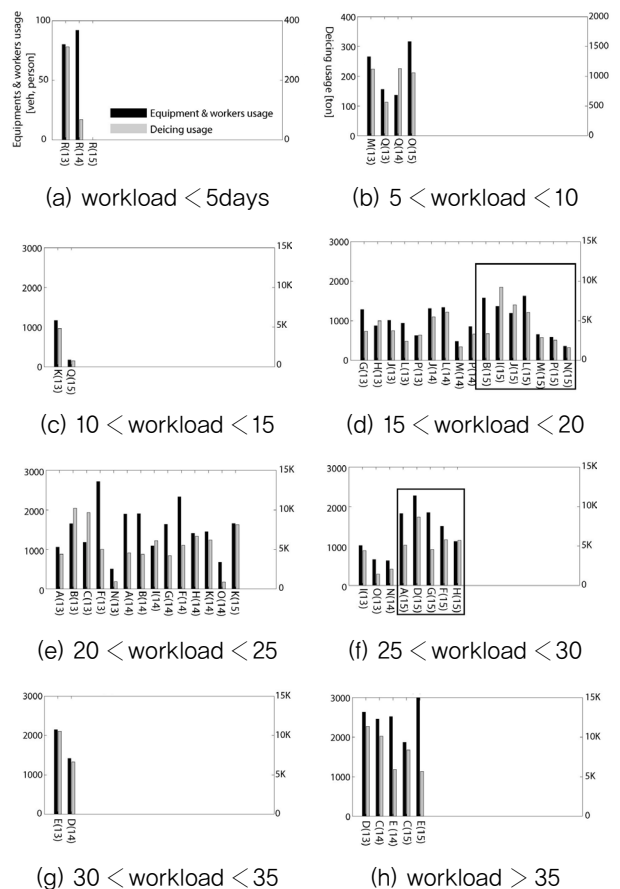 Equipments & workers usage
[veh, person]
100
50
0
400
300
200
100
0
Equipment & workers usage
Deicing usage
R(13)
R(14)
R(15)
(a) workload < 5days
Deicing usage [ton]
400
300
200
100
0
2000
1500
1000
500
0
M(13)
Q(13)
Q(14)
O(15)
(b) 5 < workload < 10
3000
2000
1000
0
15K
10K
5K
0
K(13)
Q(15)
(c) 10 < workload < 15
3000
2000
1000
0
15K
10K
5K
0
G(13)
H(13)
J(13)
L(13)
P(13)
J(14)
L(14)
M(14)
P(14)
B(15)
I(15)
J(15)
L(15)
M(15)
P(15)
N(15)
(d) 15 < workload < 20
3000
2000
1000
0
15K
10K
5K
0
A(13)
B(13)
C(13)
F(13)
N(13)
A(14)
B(14)
I(14)
G(14)
F(14)
H(14)
K(14)
O(14)
K(15)
(e) 20 < workload < 25
3000
2000
1000
0
15K
10K
5K
0
I(13)
O(13)
N(14)
A(15)
D(15)
G(15)
F(15)
H(15)
(f) 25 < workload < 30
3000
2000
1000
0
15K
10K
5K
0
E(13)
D(14)
(g) 30 < workload < 35
3000
2000
1000
0
15K
10K
5K
0
D(13)
C(14)
E (14)
C(15)
E(15)
(h) workload > 35